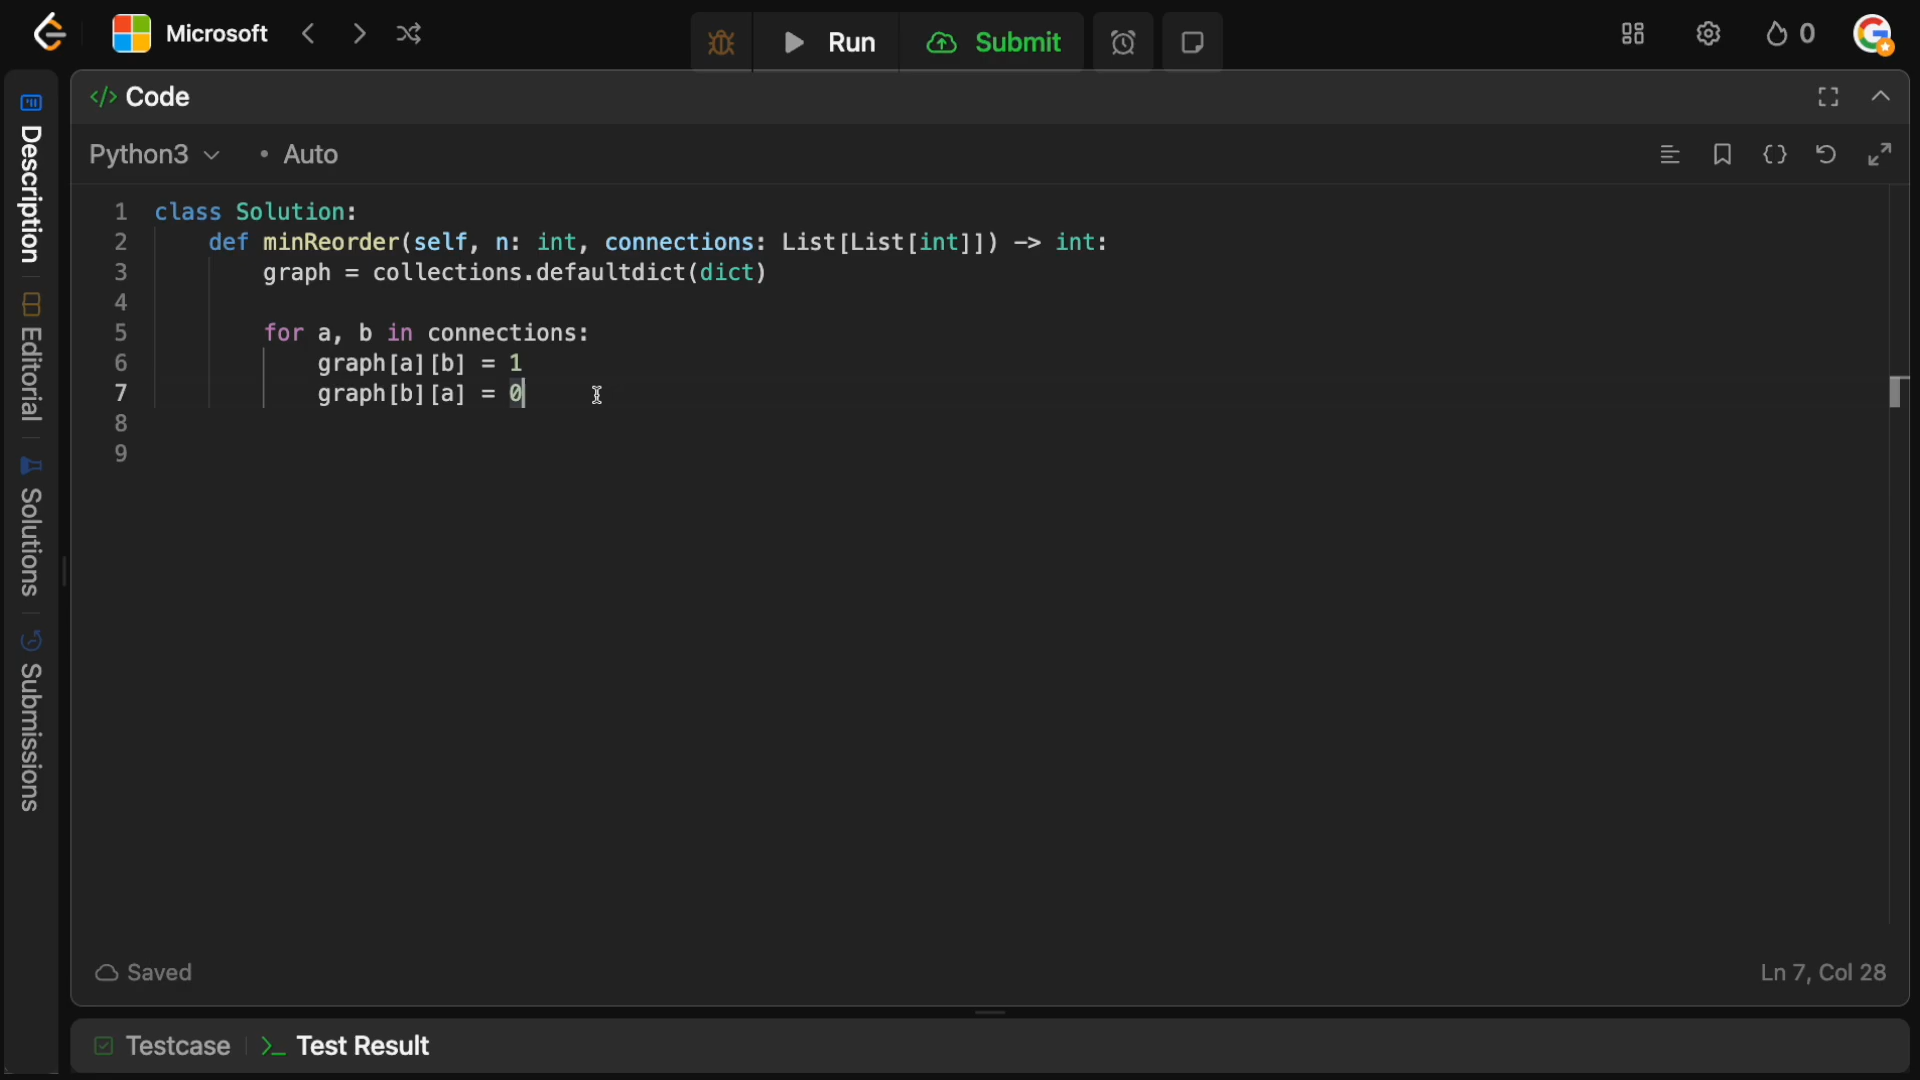 Microsoft
Run
Submit
0
</> Code
Python3 • Auto
1 class Solution:
2 def minReorder(self, n: int, connections: List[List[int]]) -> int:
3 graph = collections.defaultdict(dict)
4
5 for a, b in connections:
6 graph[a][b] = 1
7 graph[b][a] = 0
8
9
Description
Editorial
Solutions
Submissions
Saved
Ln 7, Col 28
Testcase
>_ Test Result